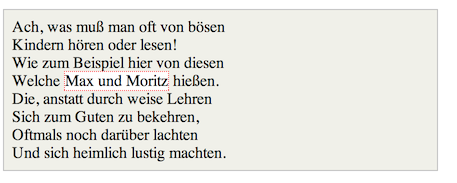 Ach, was muß man oft von bösen
Kindern hören oder lesen!
Wie zum Beispiel hier von diesen
Welche Max und Moritz hießen.
Die, anstatt durch weise Lehren
Sich zum Guten zu bekehren,
Oftmals noch darüber lachten
Und sich heimlich lustig machten.